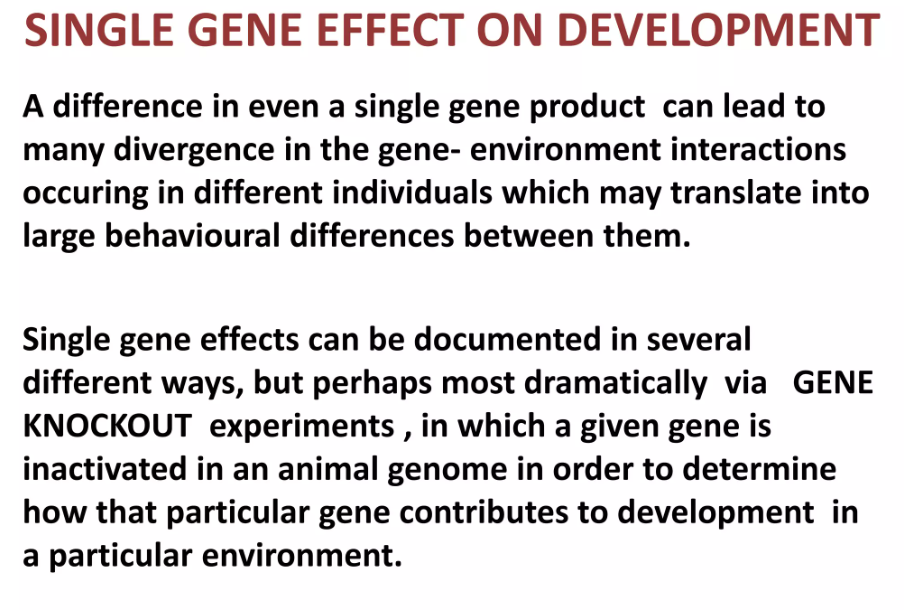 SINGLE GENE EFFECT ON DEVELOPMENT
A difference in even a single gene product can lead to
many divergence in the gene- environment interactions
occuring in different individuals which may translate into
large behavioural differences between them.
Single gene effects can be documented in several
different ways, but perhaps most dramatically via GENE
KNOCKOUT experiments , in which a given gene is
inactivated in an animal genome in order to determine
how that particular gene contributes to development in
a particular environment.